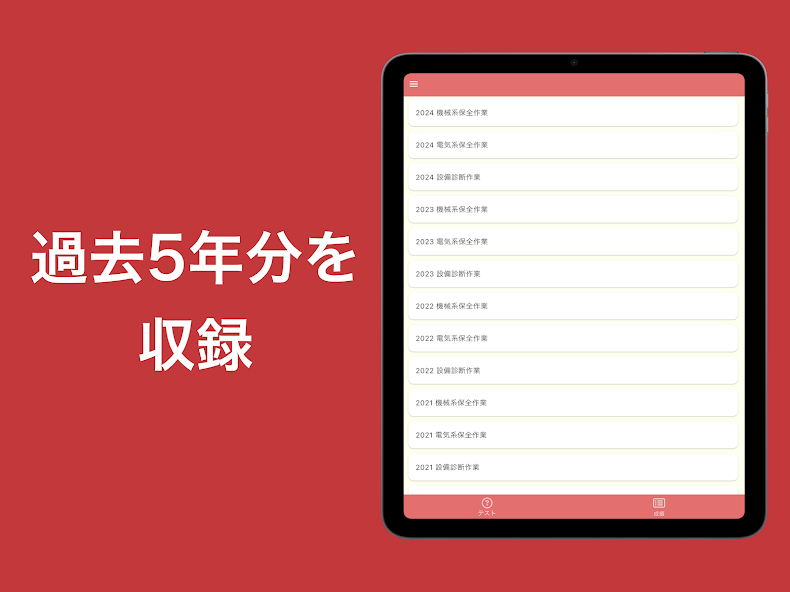 過去5年分を
収録
2024 機械系保全作業
2024 電気系保全作業
2024 設備診断作業
2023 機械系保全作業
2023 電気系保全作業
2023 設備診断作業
2022 機械系保全作業
2022 電気系保全作業
2022 設備診断作業
2021 機械系保全作業
2021 電気系保全作業
2021 設備診断作業
テスト
成績